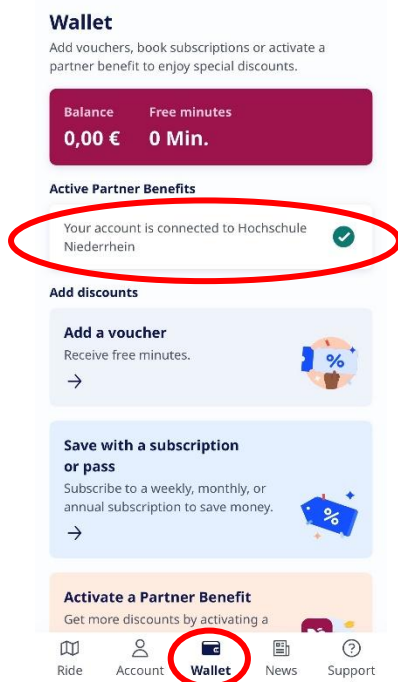 Wallet
Add vouchers, book subscriptions or activate a
partner benefit to enjoy special discounts.
Balance Free minutes
0,00 € 0 Min.
Active Partner Benefits
Your account is connected to Hochschule
Niederrhein
Add discounts
Add a voucher
Receive free minutes.
%
Save with a subscription
or pass
Subscribe to a weekly, monthly, or
annual subscription to save money.
%
Activate a Partner Benefit
Get more discounts by activating a
Ride Account Wallet News Support